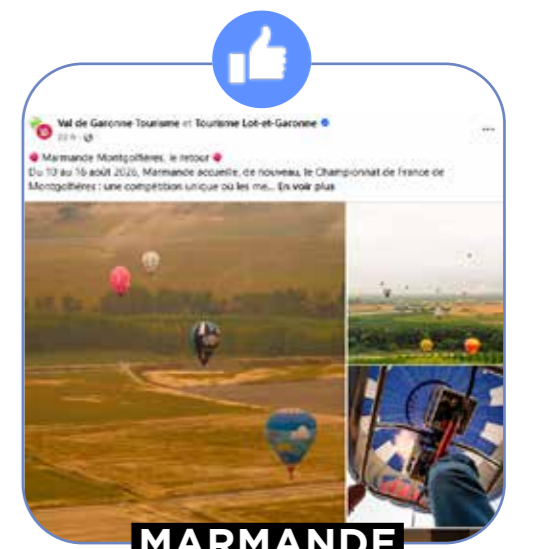 Val de Garonne Tourisme et Tourisme Lot-et-Garonne
22 h
Marmande Montgolfières, le retour
Du 10 au 16 août 2026, Marmande accueille, de nouveau, le Championnat de France de
Montgolfières : une compétition unique où les me... En voir plus
MARMANDE